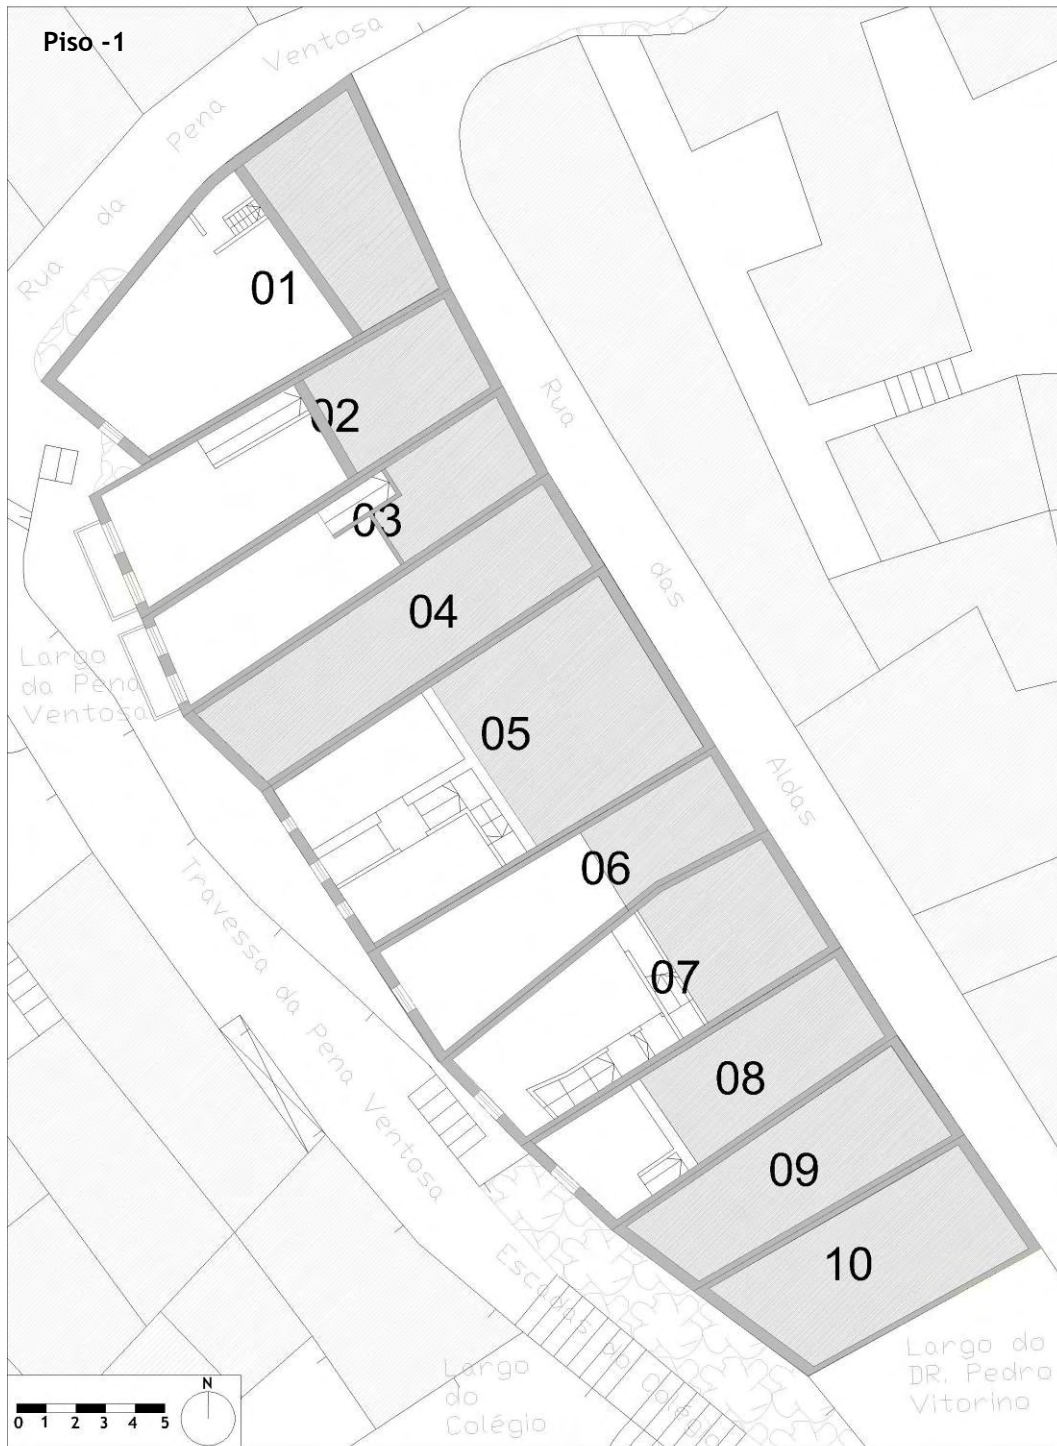 Piso -1
Rua da Pena Ventosa
01
02
03
04
05
06
07
08
09
10
Rua das Aldas
Largo
da Pena
Ventosa
Travessa da Pena Ventosa
Escadas do Colégio
Largo
do
Colégio
Largo do
DR. Pedro
Vitorino
N
0 1 2 3 4 5